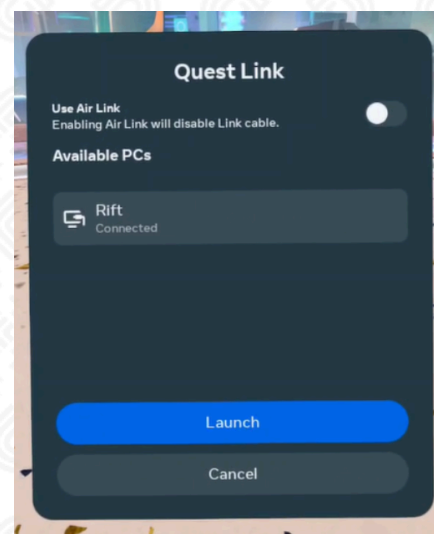 Quest Link
Use Air Link
Enabling Air Link will disable Link cable.
Available PCs
Rift
Connected
Launch
Cancel